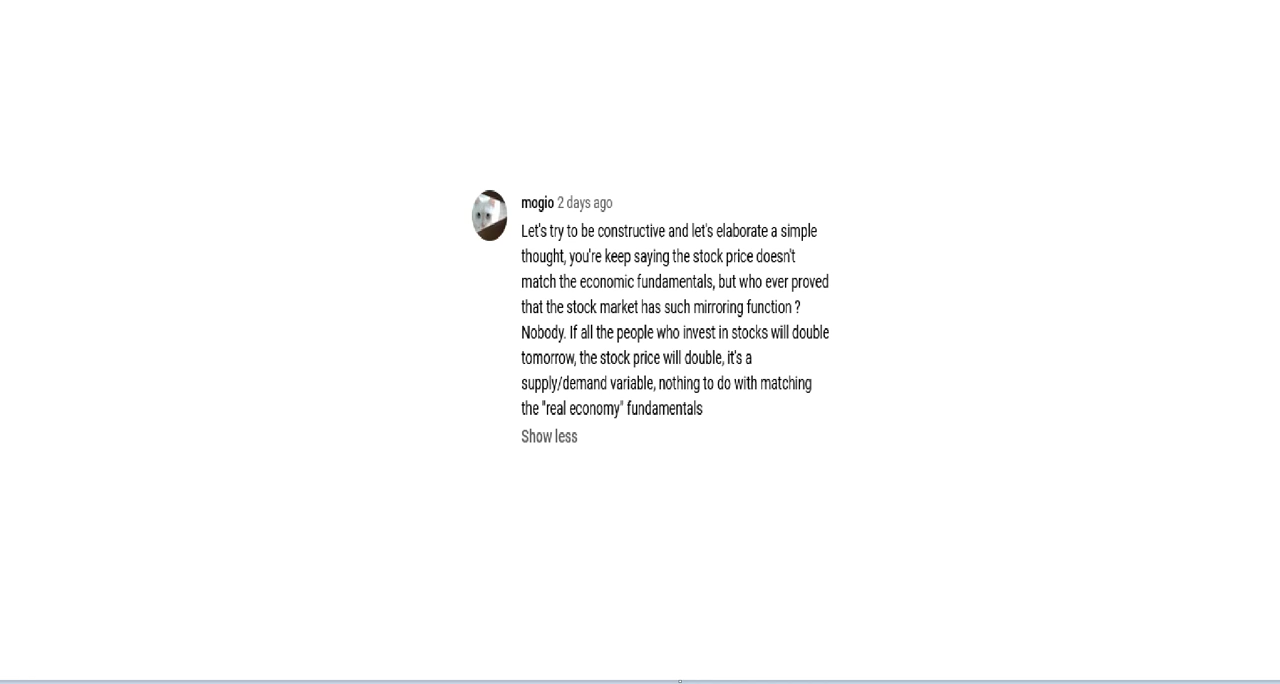 mogio 2 days ago
Let's try to be constructive and let's elaborate a simple
thought, you're keep saying the stock price doesn't
match the economic fundamentals, but who ever proved
that the stock market has such mirroring function ?
Nobody. If all the people who invest in stocks will double
tomorrow, the stock price will double, it's a
supply/demand variable, nothing to do with matching
the "real economy" fundamentals
Show less